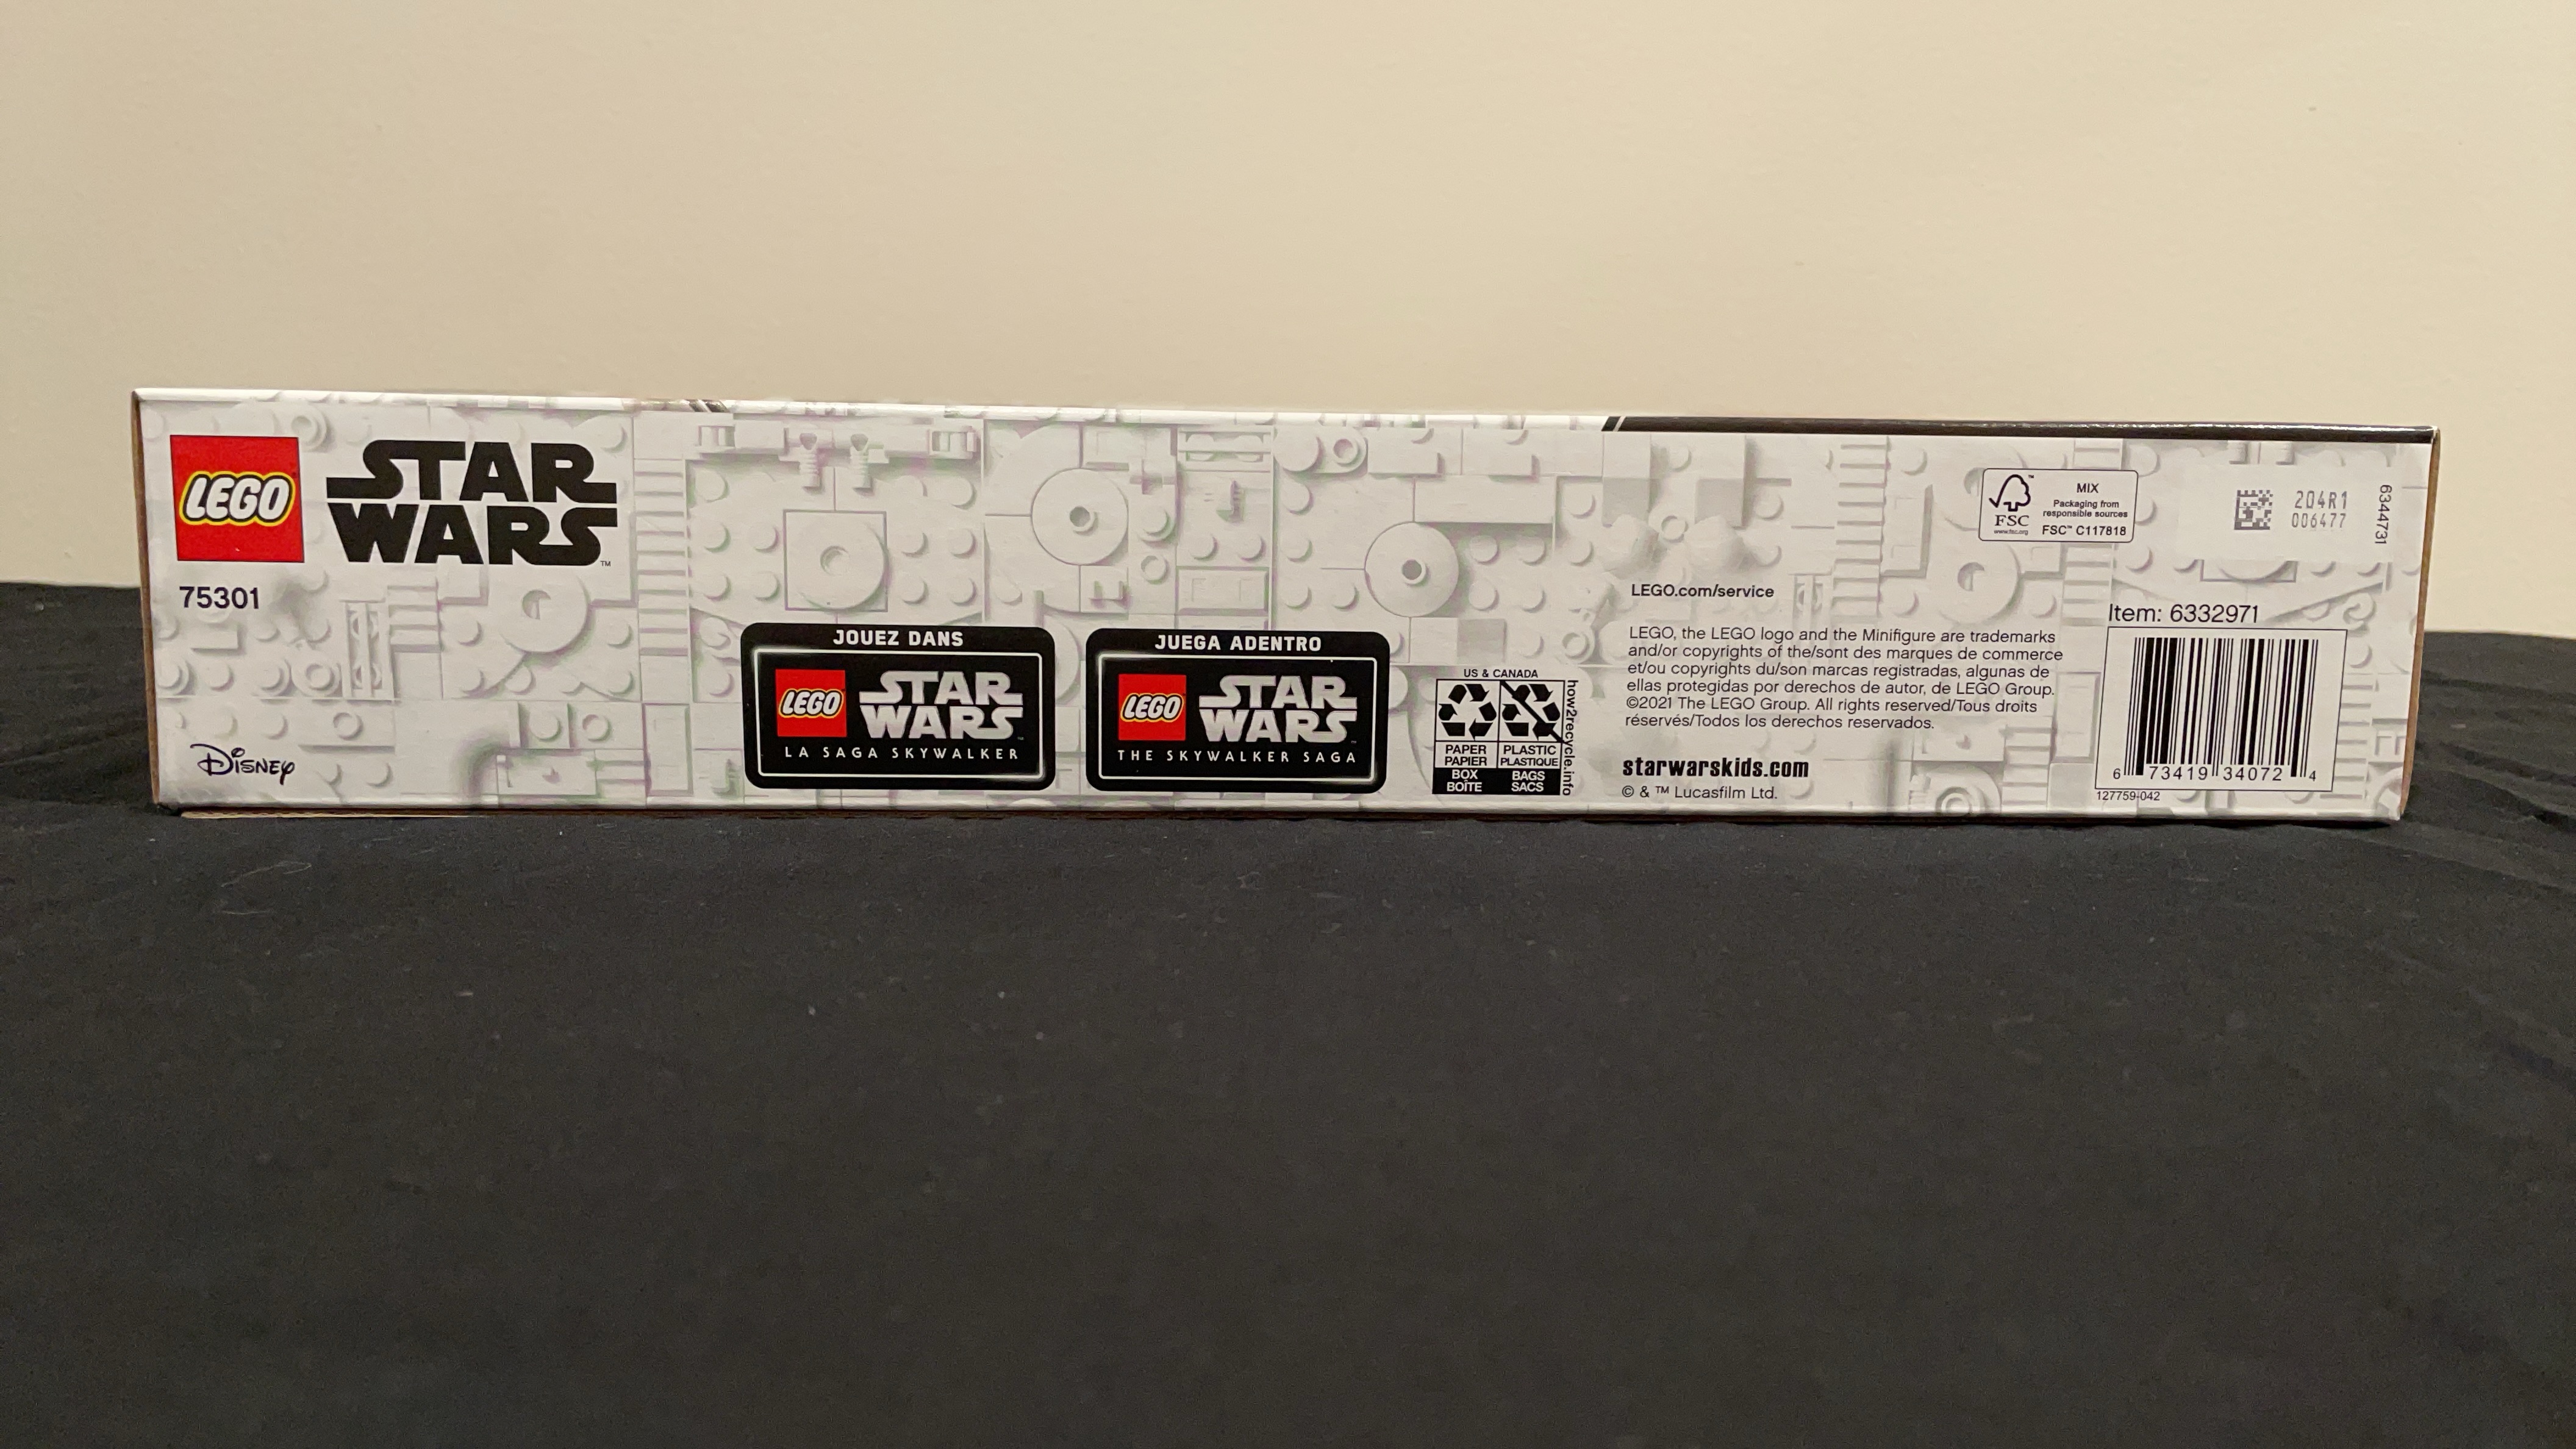 LEGO
STAR
WARS™
75301
Disney
JOUEZ DANS
LEGO
STAR
WARS
LA SAGA SKYWALKER
JUEGA ADENTRO
LEGO
STAR
WARS
THE SKYWALKER SAGA
US & CANADA
PAPER PLASTIC
PAPIER PLASTIQUE
BOX BAGS
BOÎTE SACS
how2recycle.info
LEGO.com/service
LEGO, the LEGO logo and the Minifigure are trademarks
and/or copyrights of the/sont des marques de commerce
et/ou copyrights du/son marcas registradas, algunas de
ellas protegidas por derechos de autor, de LEGO Group.
©2021 The LEGO Group. All rights reserved/Tous droits
réservés/Todos los derechos reservados.
starwarskids.com
© & ™ Lucasfilm Ltd.
FSC™
www.fsc.org
MIX
Packaging from
responsible sources
FSC™ C117818
204R1
006477
6344731
Item: 6332971
6 73419 34072 4
127759-042